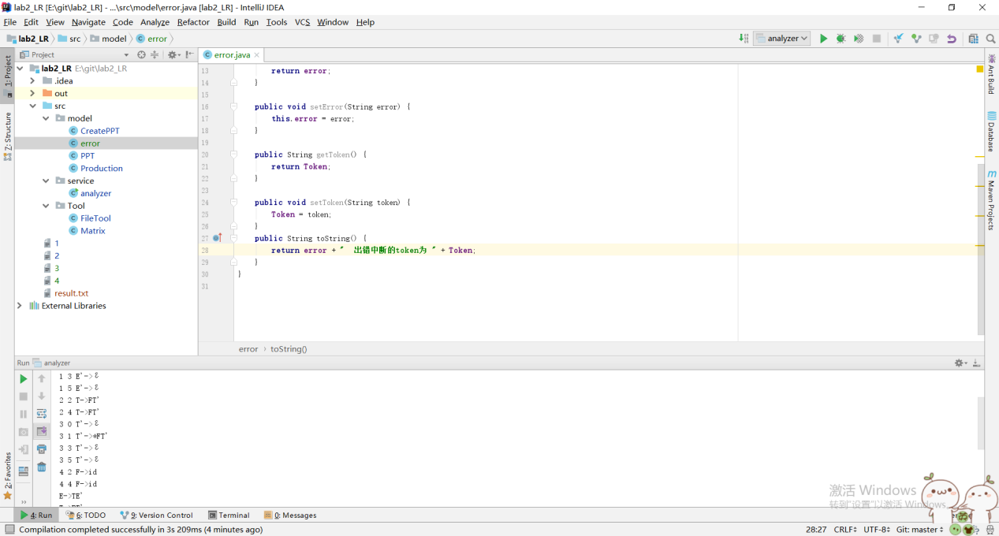 lab2_LR [E:\git\lab2_LR] - ...\src\model\error.java [lab2_LR] - IntelliJ IDEA
File Edit View Navigate Code Analyze Refactor Build Run Tools VCS Window Help
lab2_LR src model error analyzer
Project error.java
1: Project
Z: Structure
2: Favorites
Ant Build
Database
Maven Projects
lab2_LR E:\git\lab2_LR
.idea
out
src
model
CreatePPT
error
PPT
Production
service
analyzer
Tool
FileTool
Matrix
1
2
3
4
result.txt
External Libraries
13 return error;
14 }
15
16 public void setError(String error) {
17 this.error = error;
18 }
19
20 public String getToken() {
21 return Token;
22 }
23
24 public void setToken(String token) {
25 Token = token;
26 }
27 public String toString() {
28 return error + " 出错中断的token为 " + Token;
29 }
30 }
31
error › toString()
Run analyzer
1 3 E'->ε
1 5 E'->ε
2 2 T->FT'
2 4 T->FT'
3 0 T'->ε
3 1 T'->*FT'
3 3 T'->ε
3 5 T'->ε
4 2 F->id
4 4 F->id
E->TE'
激活 Windows
转到"设置"以激活 Windows。
4: Run 6: TODO 9: Version Control Terminal 0: Messages
Compilation completed successfully in 3s 209ms (4 minutes ago) 28:27 CRLF UTF-8 Git: master